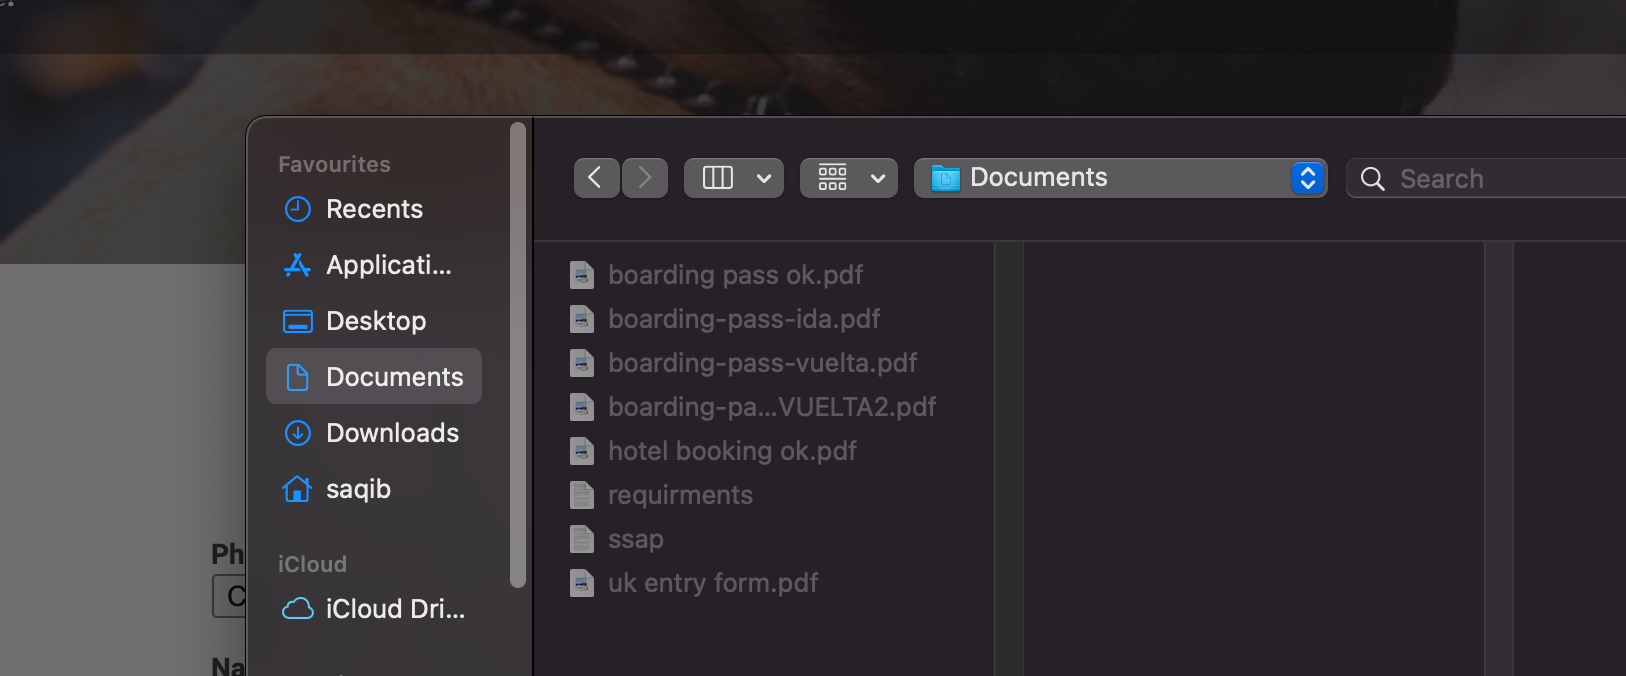 Favourites
Recents
Applicati...
Desktop
Documents
Downloads
saqib
iCloud
iCloud Dri...
Documents
Search
boarding pass ok.pdf
boarding-pass-ida.pdf
boarding-pass-vuelta.pdf
boarding-pa...VUELTA2.pdf
hotel booking ok.pdf
requirments
ssap
uk entry form.pdf
Ph
C
Na